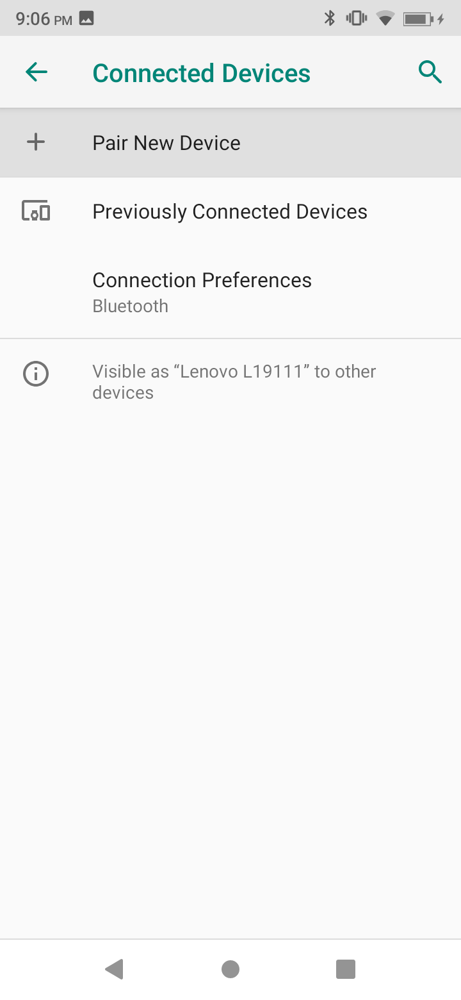 9:06 PM
Connected Devices
Pair New Device
Previously Connected Devices
Connection Preferences
Bluetooth
Visible as “Lenovo L19111” to other
devices